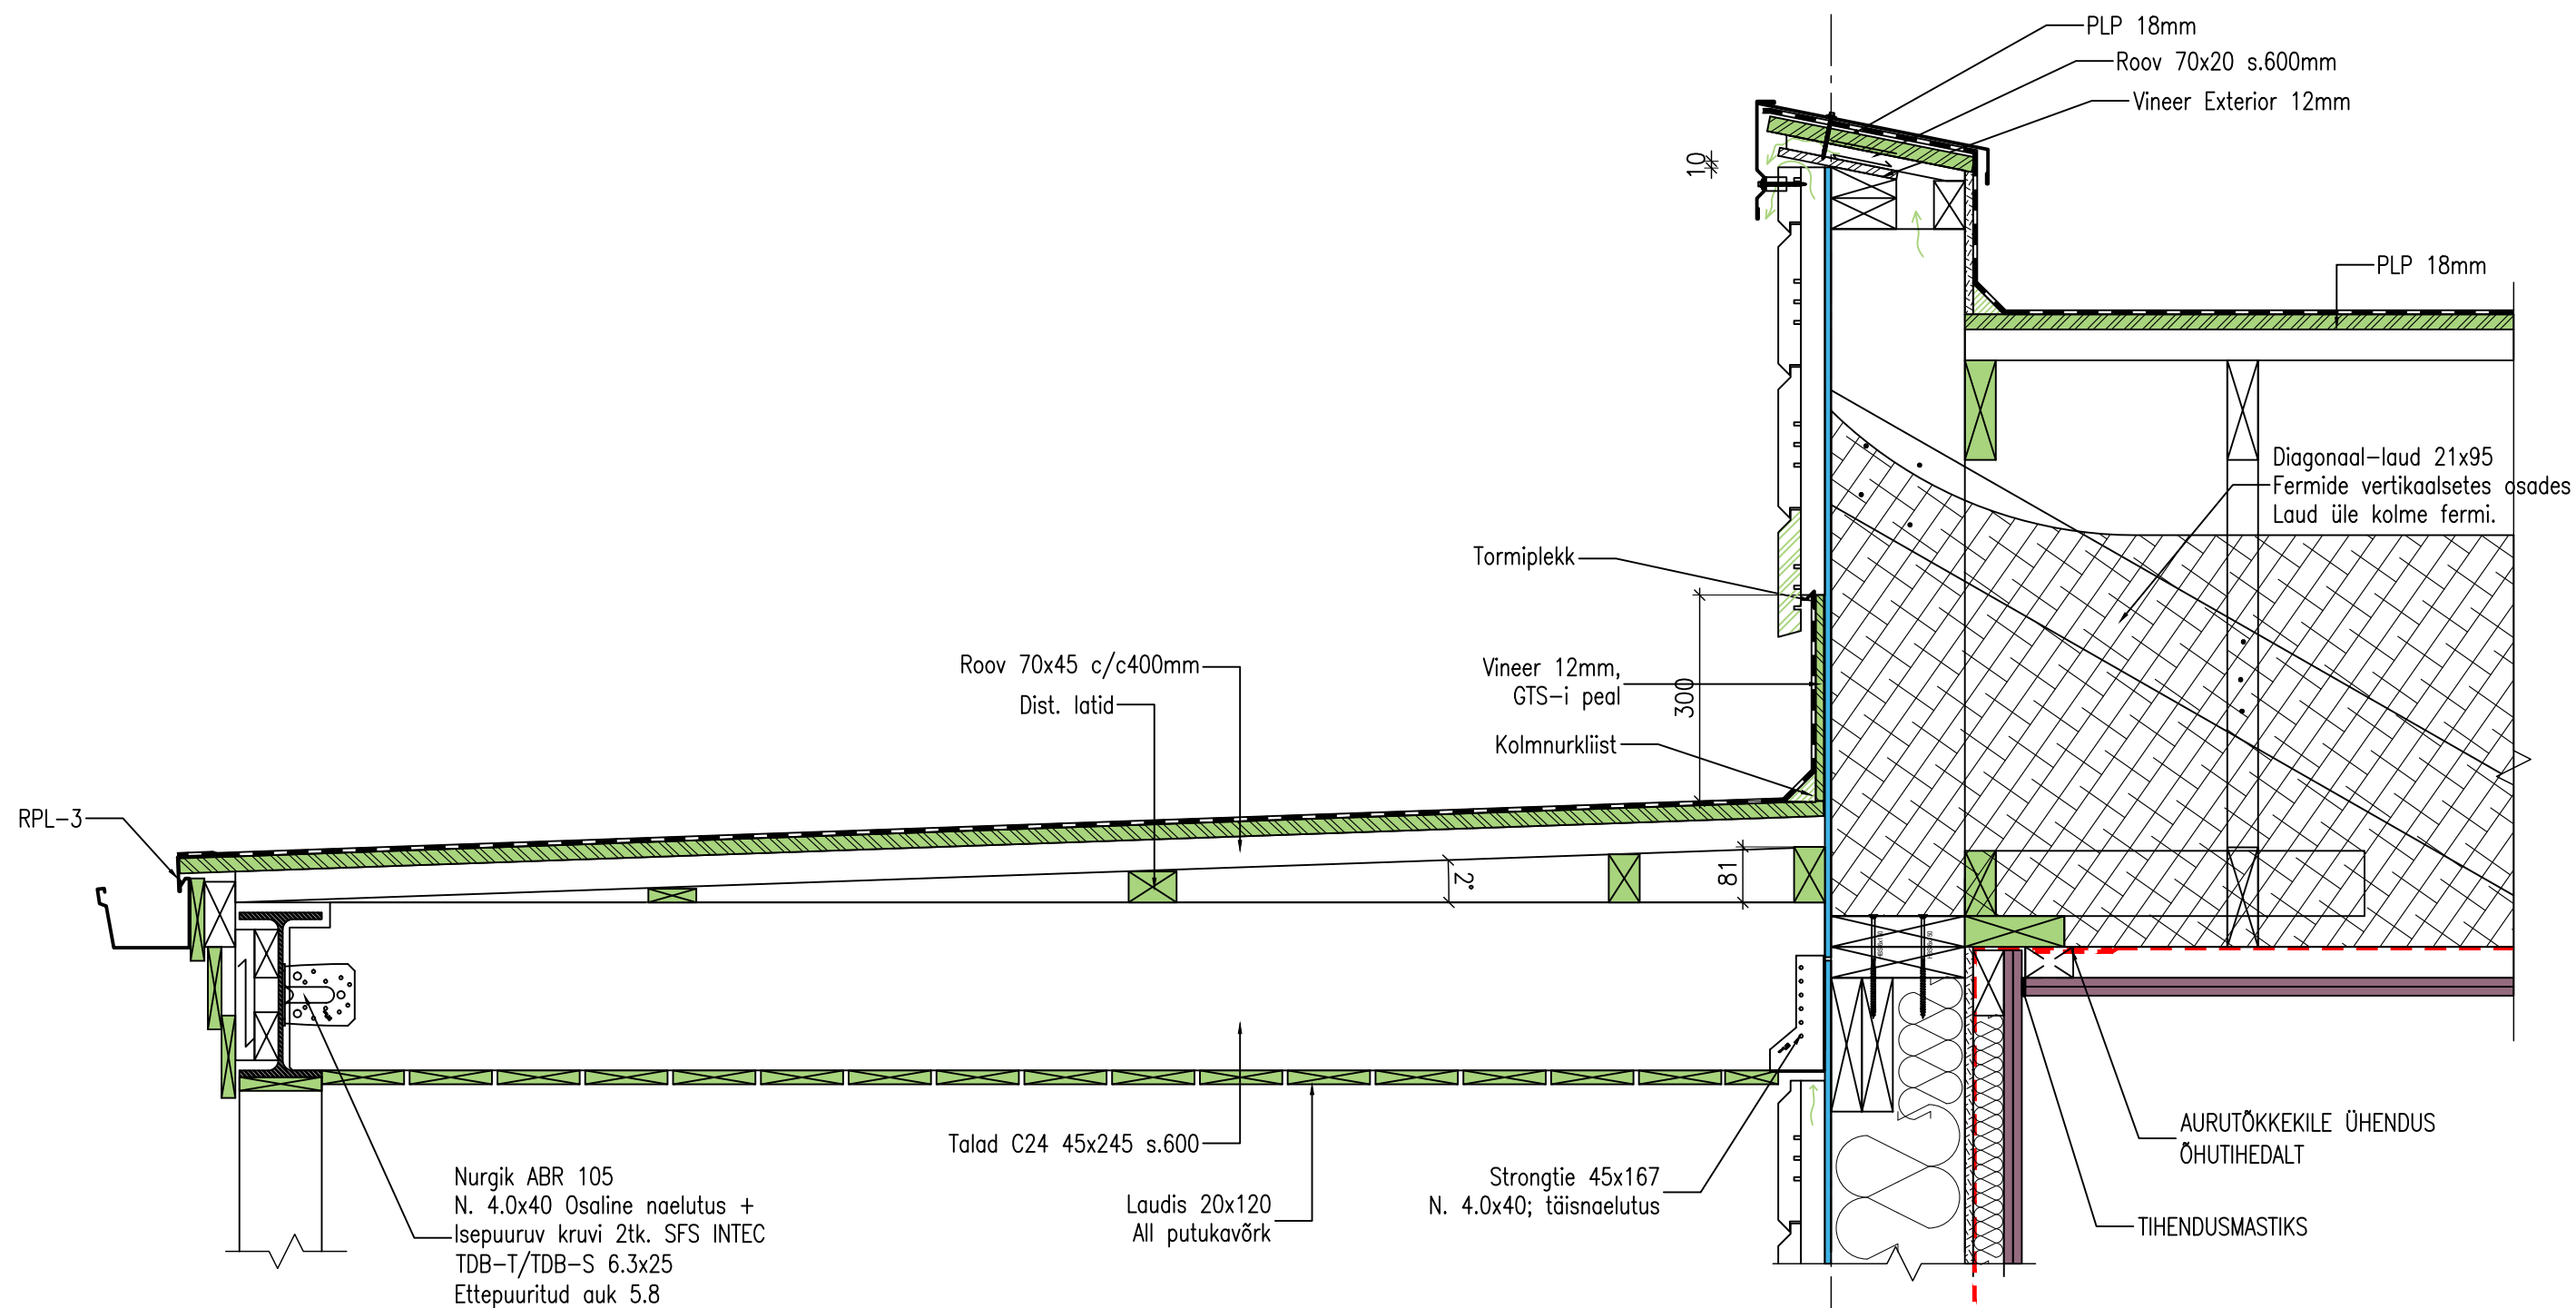 PLP 18mm
Roov 70x20 s.600mm
Vineer Exterior 12mm
10
PLP 18mm
Diagonaal-laud 21x95
Fermide vertikaalsetes osades
Laud üle kolme fermi.
Tormiplekk
Roov 70x45 c/c400mm
Dist. latid
Vineer 12mm,
GTS-i peal
300
Kolmnurkliist
RPL-3
2°
81
Talad C24 45x245 s.600
Nurgik ABR 105
N. 4.0x40 Osaline naelutus +
Isepuuruv kruvi 2tk. SFS INTEC
TDB-T/TDB-S 6.3x25
Ettepuuritud auk 5.8
Laudis 20x120
All putukavõrk
Strongtie 45x167
N. 4.0x40; täisnaelutus
AURUTÕKKEKILE ÜHENDUS
ÕHUTIHEDALT
TIHENDUSMASTIKS